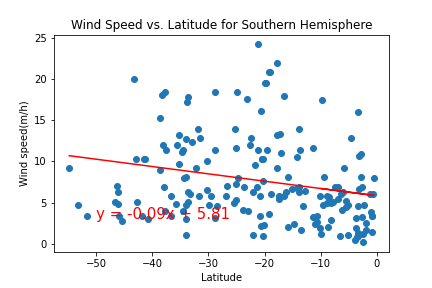 Wind Speed vs. Latitude for Southern Hemisphere
25
20
15
10
5
0
Wind speed(m/h)
y = -0.09x + 5.81
−50 −40 −30 −20 −10 0
Latitude